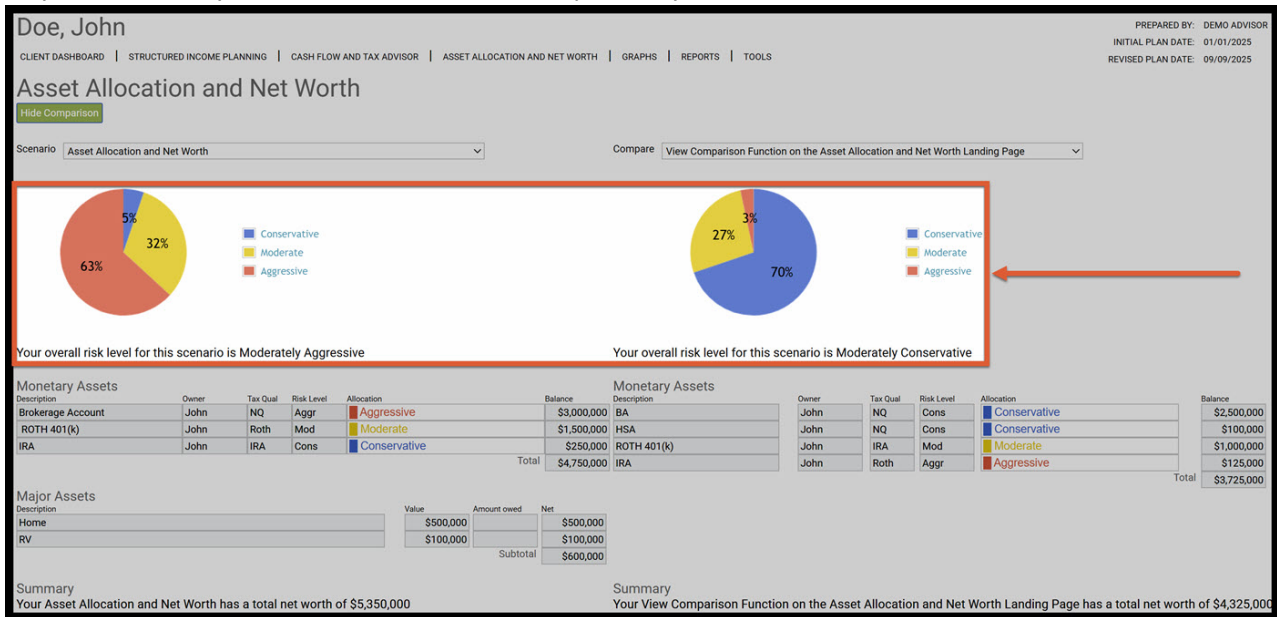 Doe, John
PREPARED BY: DEMO ADVISOR
INITIAL PLAN DATE: 01/01/2025
REVISED PLAN DATE: 09/09/2025
CLIENT DASHBOARD | STRUCTURED INCOME PLANNING | CASH FLOW AND TAX ADVISOR | ASSET ALLOCATION AND NET WORTH | GRAPHS | REPORTS | TOOLS
Asset Allocation and Net Worth
Hide Comparison
Scenario Asset Allocation and Net Worth
Compare View Comparison Function on the Asset Allocation and Net Worth Landing Page
5%
32%
63%
Conservative
Moderate
Aggressive
3%
27%
70%
Conservative
Moderate
Aggressive
Your overall risk level for this scenario is Moderately Aggressive
Your overall risk level for this scenario is Moderately Conservative
Monetary Assets
Description Owner Tax Qual Risk Level Allocation Balance
Brokerage Account John NQ Aggr Aggressive $3,000,000
ROTH 401(k) John Roth Mod Moderate $1,500,000
IRA John IRA Cons Conservative $250,000
Total $4,750,000
Monetary Assets
Description Owner Tax Qual Risk Level Allocation Balance
BA John NQ Cons Conservative $2,500,000
HSA John NQ Cons Conservative $100,000
ROTH 401(k) John IRA Mod Moderate $1,000,000
IRA John Roth Aggr Aggressive $125,000
Total $3,725,000
Major Assets
Description Value Amount owed Net
Home $500,000 $500,000
RV $100,000 $100,000
Subtotal $600,000
Summary
Your Asset Allocation and Net Worth has a total net worth of $5,350,000
Summary
Your View Comparison Function on the Asset Allocation and Net Worth Landing Page has a total net worth of $4,325,000